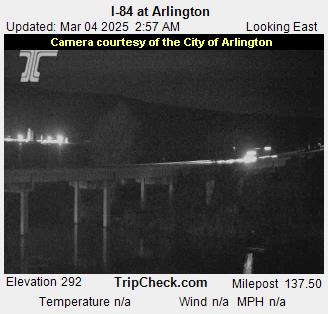 I-84 at Arlington
Updated: Mar 04 2025 2:57 AM Looking East
Camera courtesy of the City of Arlington
Elevation 292 TripCheck.com Milepost 137.50
Temperature n/a Wind n/a MPH n/a